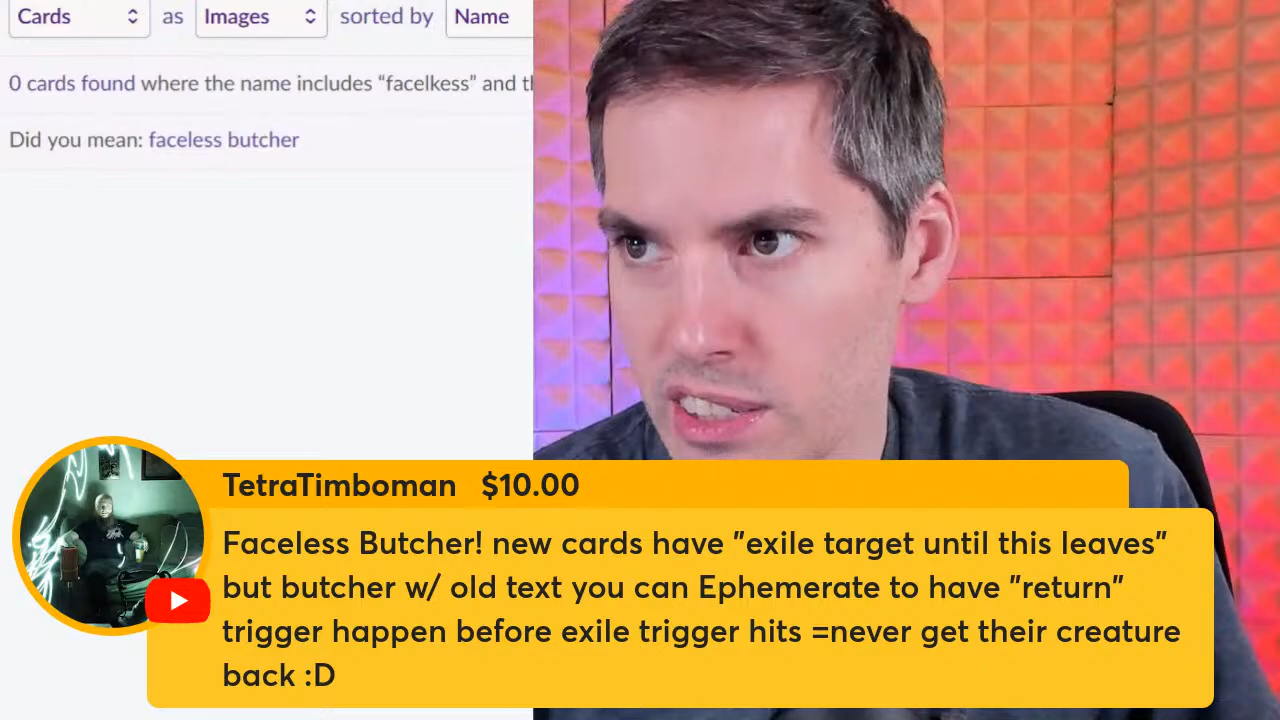 Cards as Images sorted by Name
0 cards found where the name includes “facelkess” and th
Did you mean: faceless butcher
TetraTimboman $10.00
Faceless Butcher! new cards have "exile target until this leaves"
but butcher w/ old text you can Ephemerate to have "return"
trigger happen before exile trigger hits =never get their creature
back :D